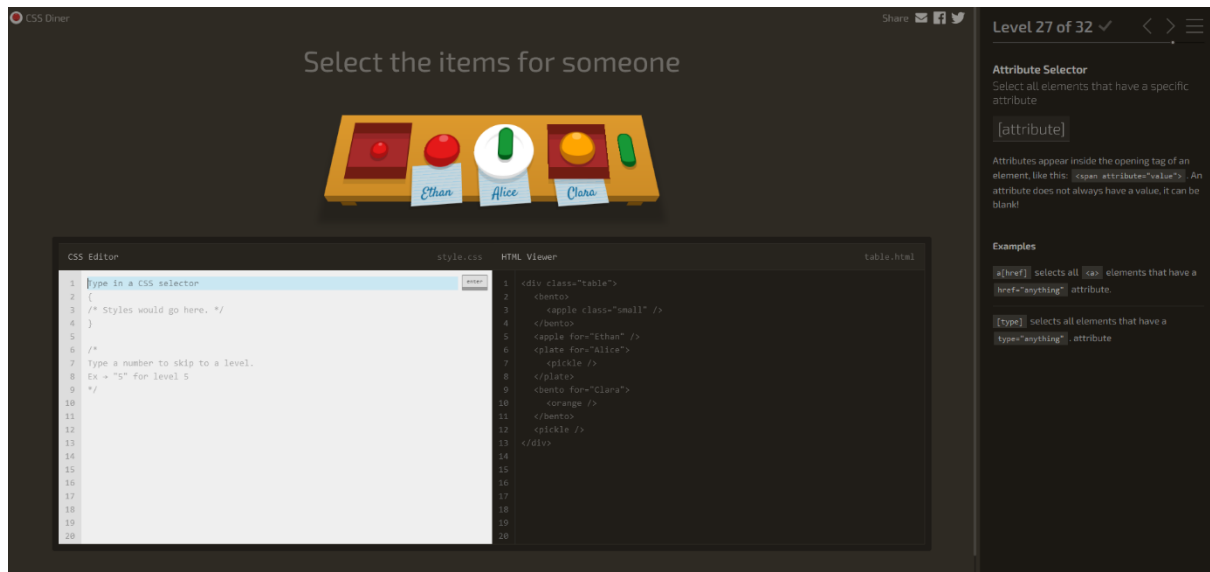 CSS Diner
Share
Select the items for someone
Ethan
Alice
Clara
CSS Editor
style.css
1 Type in a CSS selector
enter
2 {
3 /* Styles would go here. */
4 }
5
6 /*
7 Type a number to skip to a level.
8 Ex → "5" for level 5
9 */
10
11
12
13
14
15
16
17
18
19
20
HTML Viewer
table.html
1 <div class="table">
2 <bento>
3 <apple class="small" />
4 </bento>
5 <apple for="Ethan" />
6 <plate for="Alice">
7 <pickle />
8 </plate>
9 <bento for="Clara">
10 <orange />
11 </bento>
12 <pickle />
13 </div>
14
15
16
17
18
19
20
Level 27 of 32
Attribute Selector
Select all elements that have a specific
attribute
[attribute]
Attributes appear inside the opening tag of an
element, like this: <span attribute="value"> . An
attribute does not always have a value, it can be
blank!
Examples
a[href] selects all <a> elements that have a
href="anything" attribute.
[type] selects all elements that have a
type="anything" . attribute